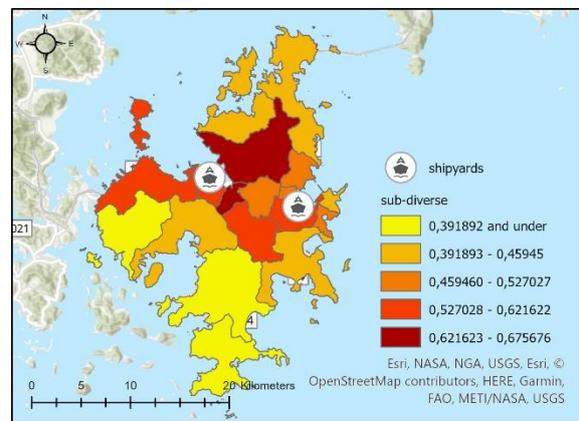 N
W E
S
021
4
shipyards
sub-diverse
0,391892 and under
0,391893 - 0,45945
0,459460 - 0,527027
0,527028 - 0,621622
0,621623 - 0,675676
Esri, NASA, NGA, USGS, Esri, ©
OpenStreetMap contributors, HERE, Garmin,
FAO, METI/NASA, USGS
0 5 10 20 Kilometers